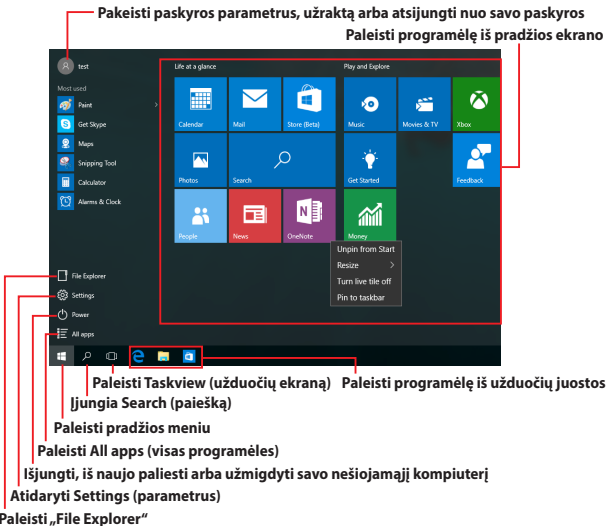 Pakeisti paskyros parametrus, užraktą arba atsijungti nuo savo paskyros
Paleisti programėlę iš pradžios ekrano
test
Most used
Paint
Get Skype
Maps
Snipping Tool
Calculator
Alarms & Clock
File Explorer
Settings
Power
All apps
Life at a glance
Play and Explore
Calendar
Mail
Store (Beta)
Music
Movies & TV
Xbox
Photos
Search
Get Started
Feedback
People
News
OneNote
Money
Unpin from Start
Resize
Turn live tile off
Pin to taskbar
Paleisti Taskview (užduočių ekraną)
Paleisti programėlę iš užduočių juostos
Įjungia Search (paiešką)
Paleisti pradžios meniu
Paleisti All apps (visas programėles)
Išjungti, iš naujo paliesti arba užmigdyti savo nešiojamąjį kompiuterį
Atidaryti Settings (parametrus)
Paleisti „File Explorer“